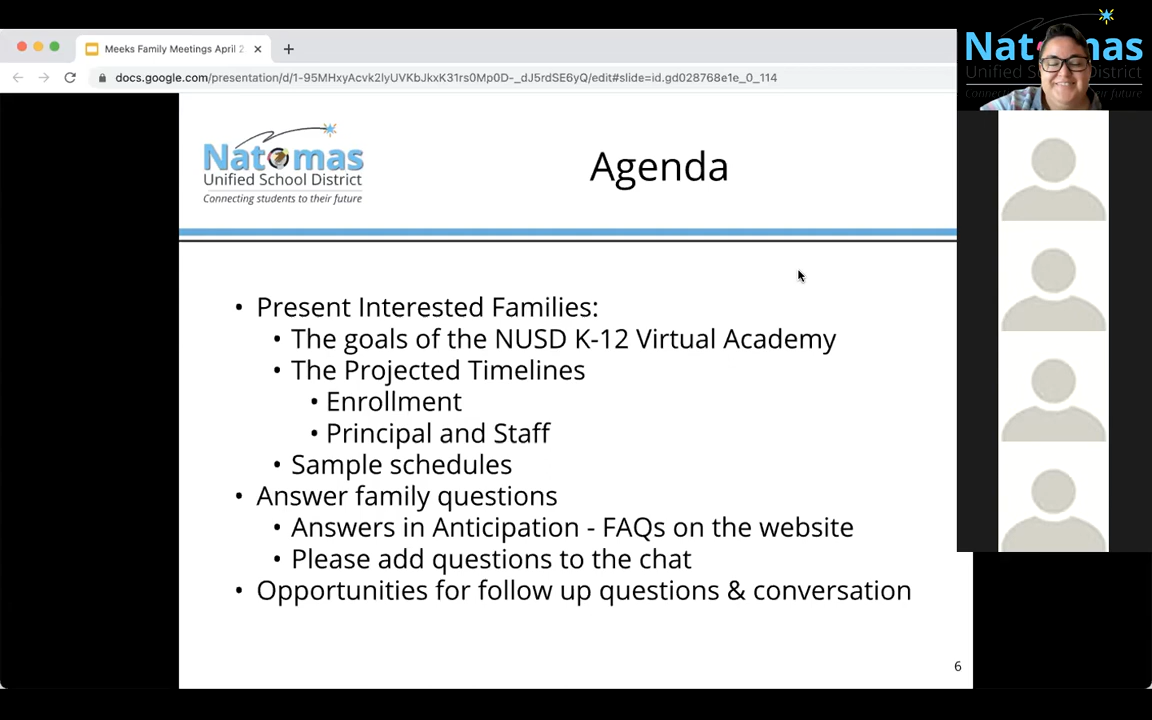 Meeks Family Meetings April 2
docs.google.com/presentation/d/1-95MHxyAcvk2lyUVKbJkxK31rs0Mp0D-_dJ5rdSE6yQ/edit#slide=id.gd028768e1e_0_114
Natomas
Unified School District
Connecting students to their future
Agenda
• Present Interested Families:
• The goals of the NUSD K-12 Virtual Academy
• The Projected Timelines
• Enrollment
• Principal and Staff
• Sample schedules
• Answer family questions
• Answers in Anticipation - FAQs on the website
• Please add questions to the chat
• Opportunities for follow up questions & conversation
6
Nat mas
Unified School District